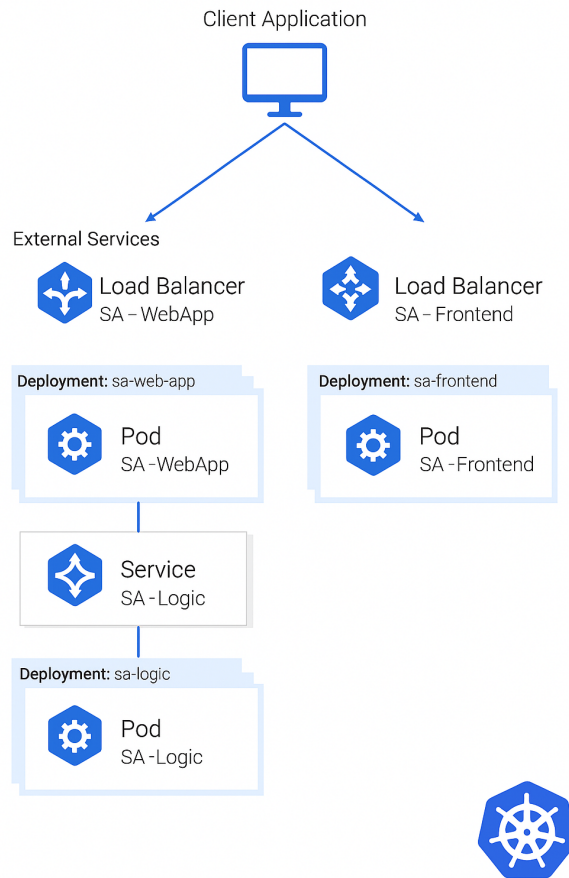 Client Application
External Services
Load Balancer
SA – WebApp
Load Balancer
SA – Frontend
Deployment: sa-web-app
Pod
SA -WebApp
Deployment: sa-frontend
Pod
SA -Frontend
Service
SA -Logic
Deployment: sa-logic
Pod
SA -Logic